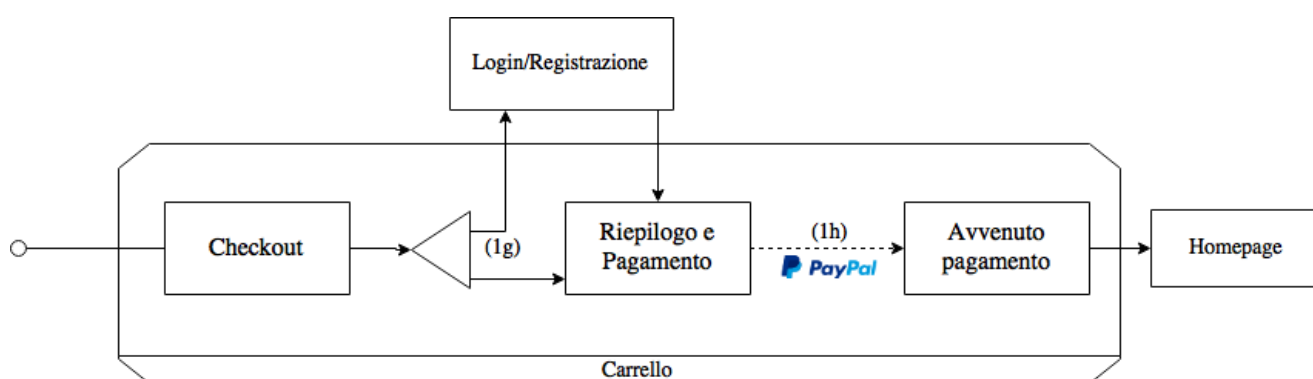 Login/Registrazione
Checkout
(1g)
Riepilogo e
Pagamento
(1h)
PayPal
Avvenuto
pagamento
Homepage
Carrello